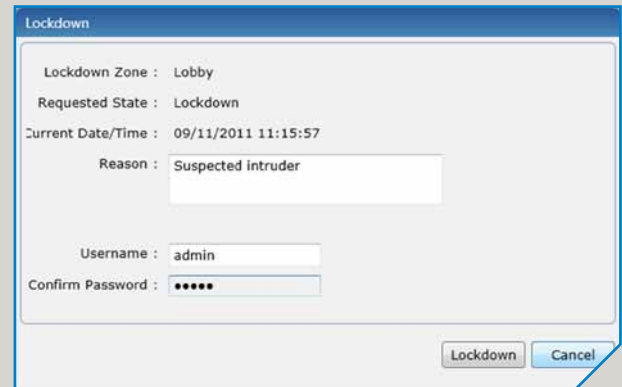 Lockdown
Lockdown Zone : Lobby
Requested State : Lockdown
Current Date/Time : 09/11/2011 11:15:57
Reason : Suspected intruder
Username : admin
Confirm Password : •••••
Lockdown Cancel